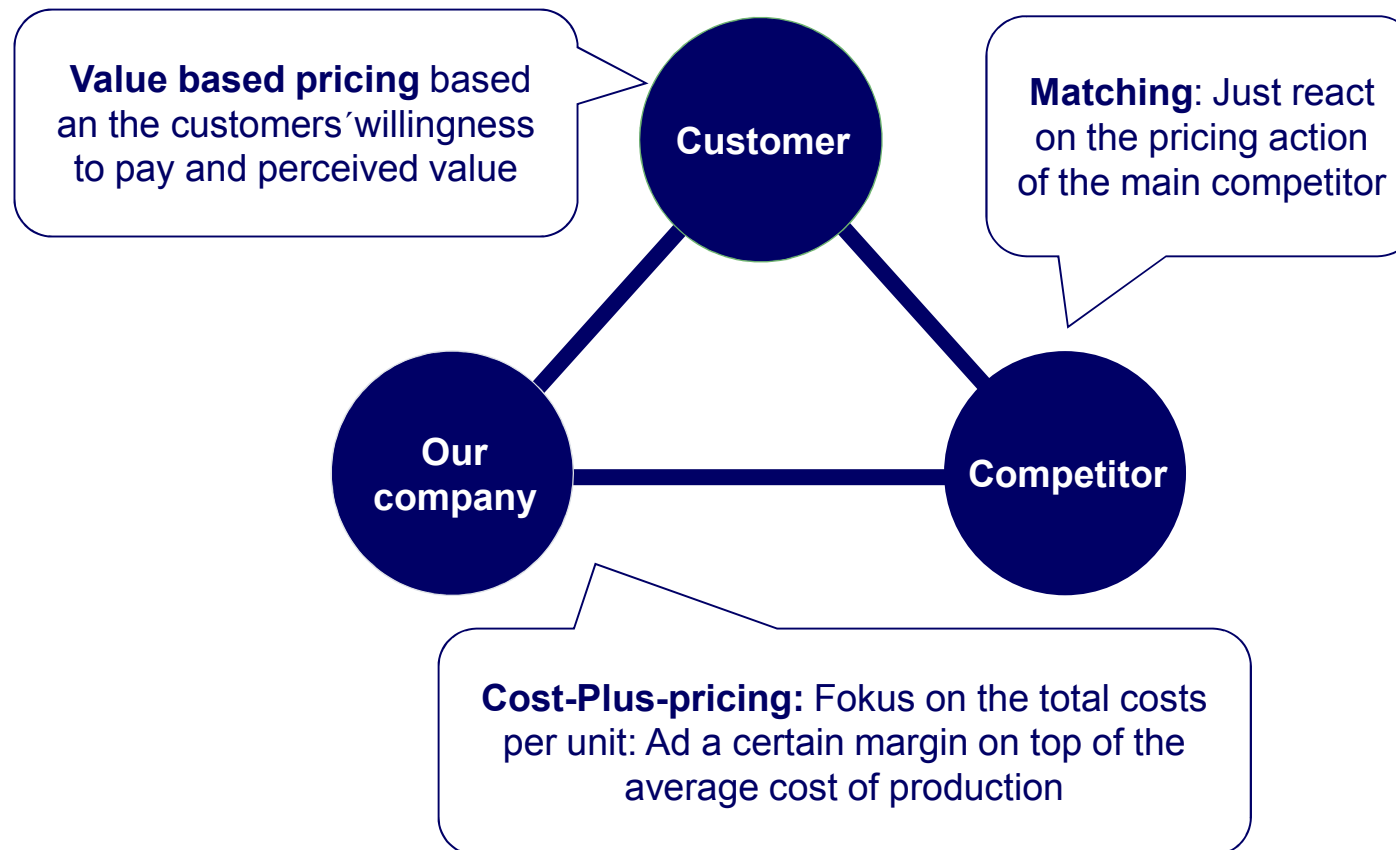 Value based pricing based
an the customers´willingness
to pay and perceived value
Customer
Matching: Just react
on the pricing action
of the main competitor
Our
company
Competitor
Cost-Plus-pricing: Fokus on the total costs
per unit: Ad a certain margin on top of the
average cost of production